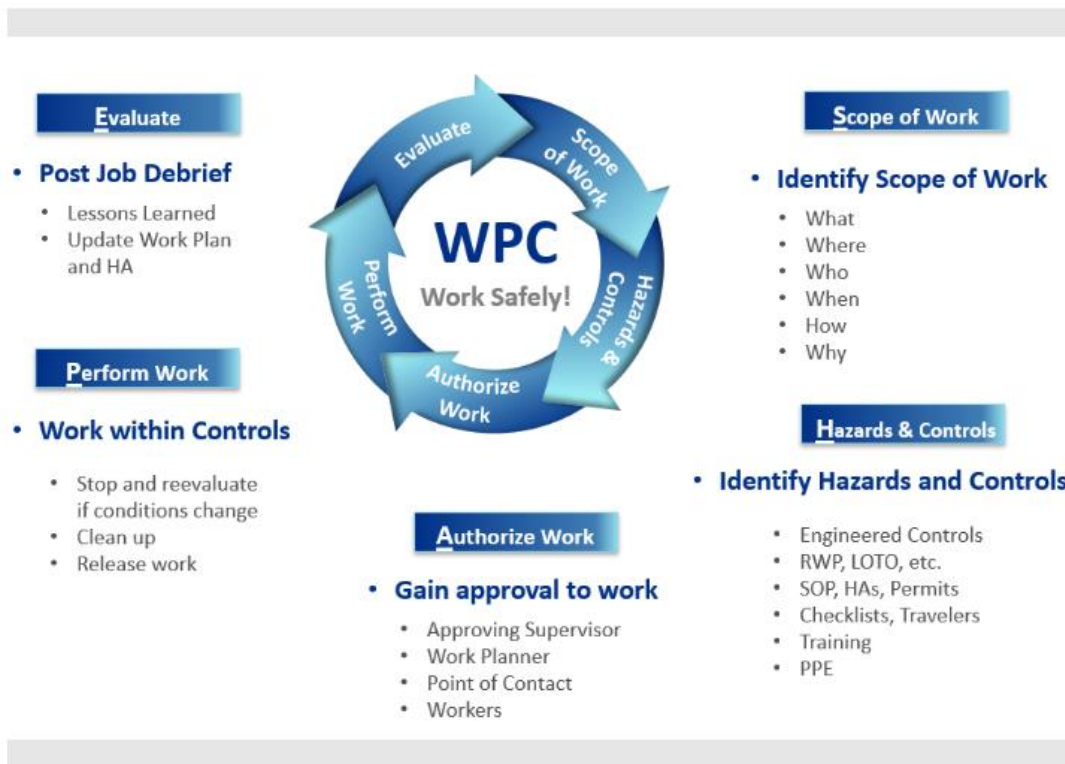 Evaluate
• Post Job Debrief
• Lessons Learned
• Update Work Plan
and HA
Perform Work
• Work within Controls
• Stop and reevaluate
if conditions change
• Clean up
• Release work
Evaluate
Scope
of Work
Hazards &
Controls
Authorize
Work
Perform
Work
WPC
Work Safely!
Authorize Work
• Gain approval to work
• Approving Supervisor
• Work Planner
• Point of Contact
• Workers
Scope of Work
• Identify Scope of Work
• What
• Where
• Who
• When
• How
• Why
Hazards & Controls
• Identify Hazards and Controls
• Engineered Controls
• RWP, LOTO, etc.
• SOP, HAs, Permits
• Checklists, Travelers
• Training
• PPE